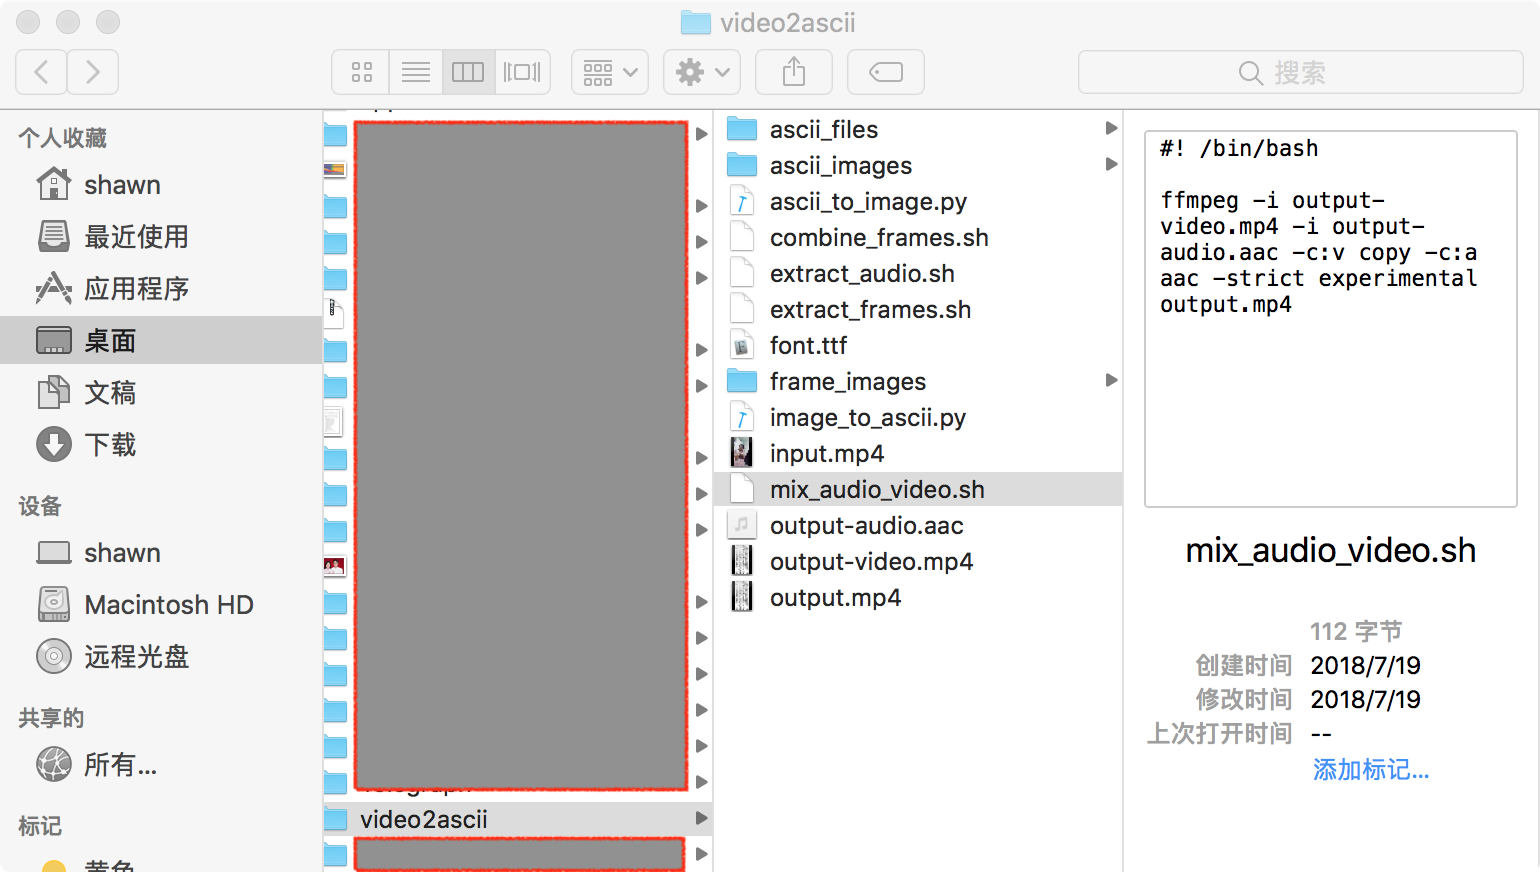 video2ascii
搜索
个人收藏
shawn
最近使用
应用程序
桌面
文稿
下载
设备
shawn
Macintosh HD
远程光盘
共享的
所有...
标记
黄色
video2ascii
ascii_files
ascii_images
ascii_to_image.py
combine_frames.sh
extract_audio.sh
extract_frames.sh
font.ttf
frame_images
image_to_ascii.py
input.mp4
mix_audio_video.sh
output-audio.aac
output-video.mp4
output.mp4
#! /bin/bash
ffmpeg -i output-
video.mp4 -i output-
audio.aac -c:v copy -c:a
aac -strict experimental
output.mp4
mix_audio_video.sh
112 字节
创建时间 2018/7/19
修改时间 2018/7/19
上次打开时间 --
添加标记...